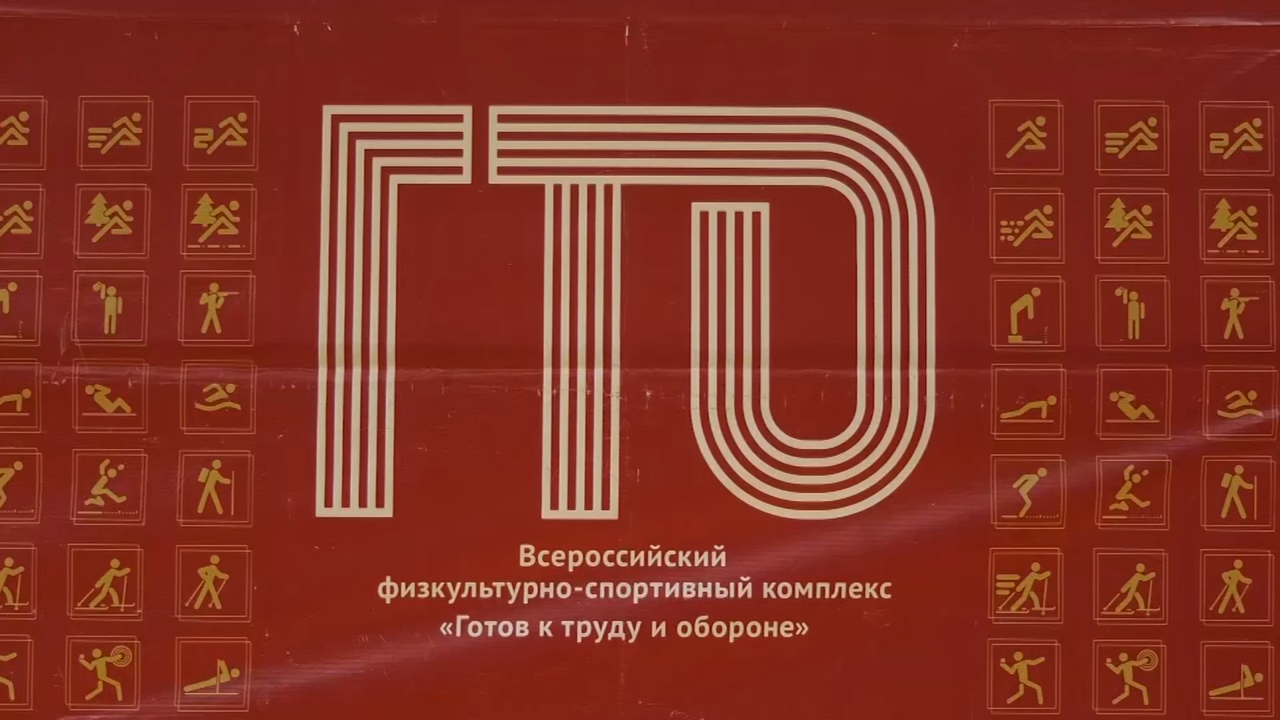 ГТО
Всероссийский
физкультурно-спортивный комплекс
«Готов к труду и обороне»